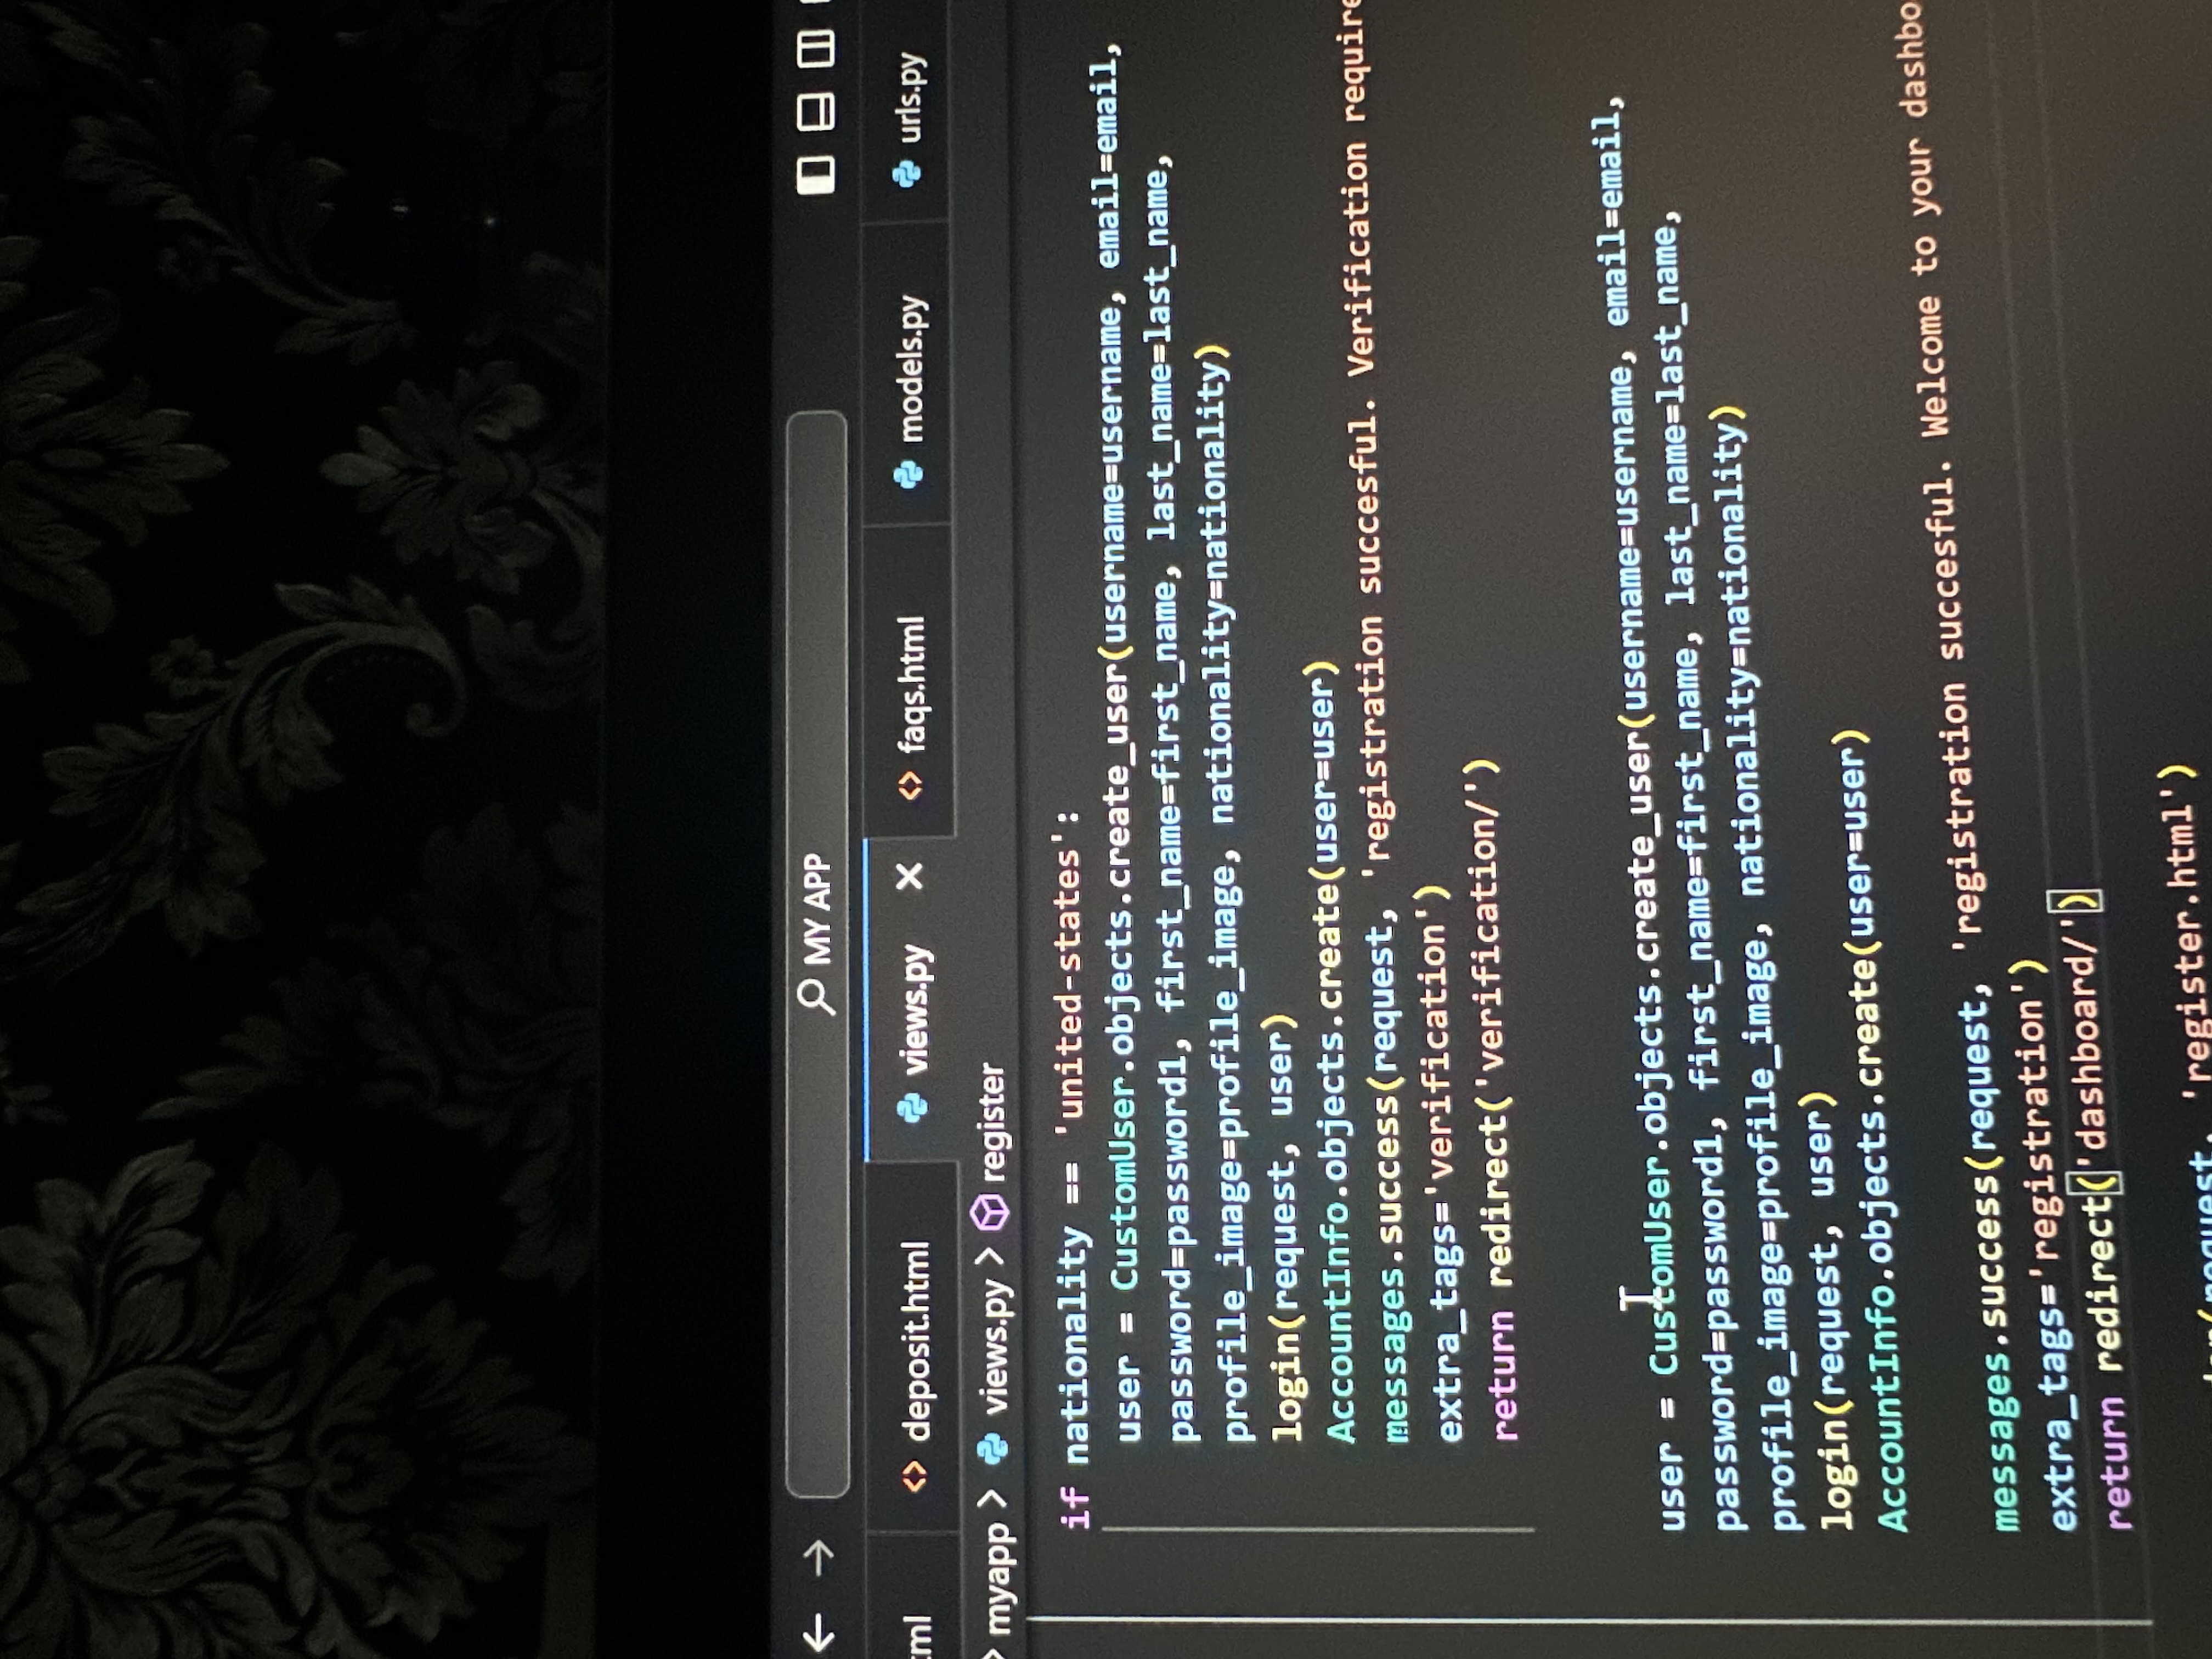 MY APP
deposit.html
views.py
faqs.html
models.py
urls.py
myapp > views.py > register
if nationality == 'united-states':
user = CustomUser.objects.create_user(username=username, email=email,
password=password1, first_name=first_name, last_name=last_name,
profile_image=profile_image, nationality=nationality)
login(request, user)
AccountInfo.objects.create(user=user)
messages.success(request, 'registration succesful. Verification require
extra_tags='verification')
return redirect('verification/')
user = CustomUser.objects.create_user(username=username, email=email,
password=password1, first_name=first_name, last_name=last_name,
profile_image=profile_image, nationality=nationality)
login(request, user)
AccountInfo.objects.create(user=user)
messages.success(request, 'registration succesful. Welcome to your dashbo
extra_tags='registration')
return redirect('dashboard/')
(request, 'register.html')